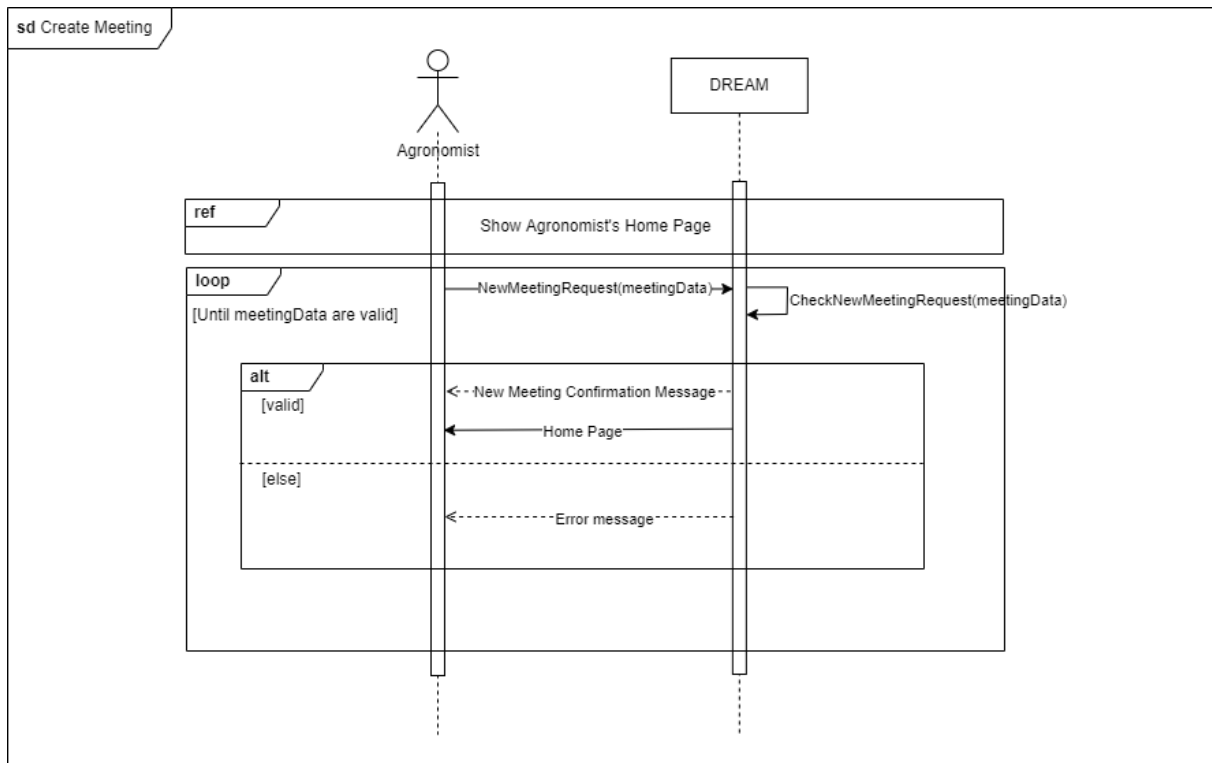 sd Create Meeting
DREAM
Agronomist
ref
Show Agronomist's Home Page
loop
NewMeetingRequest(meetingData)
CheckNewMeetingRequest(meetingData)
[Until meetingData are valid]
alt
New Meeting Confirmation Message
[valid]
Home Page
[else]
Error message